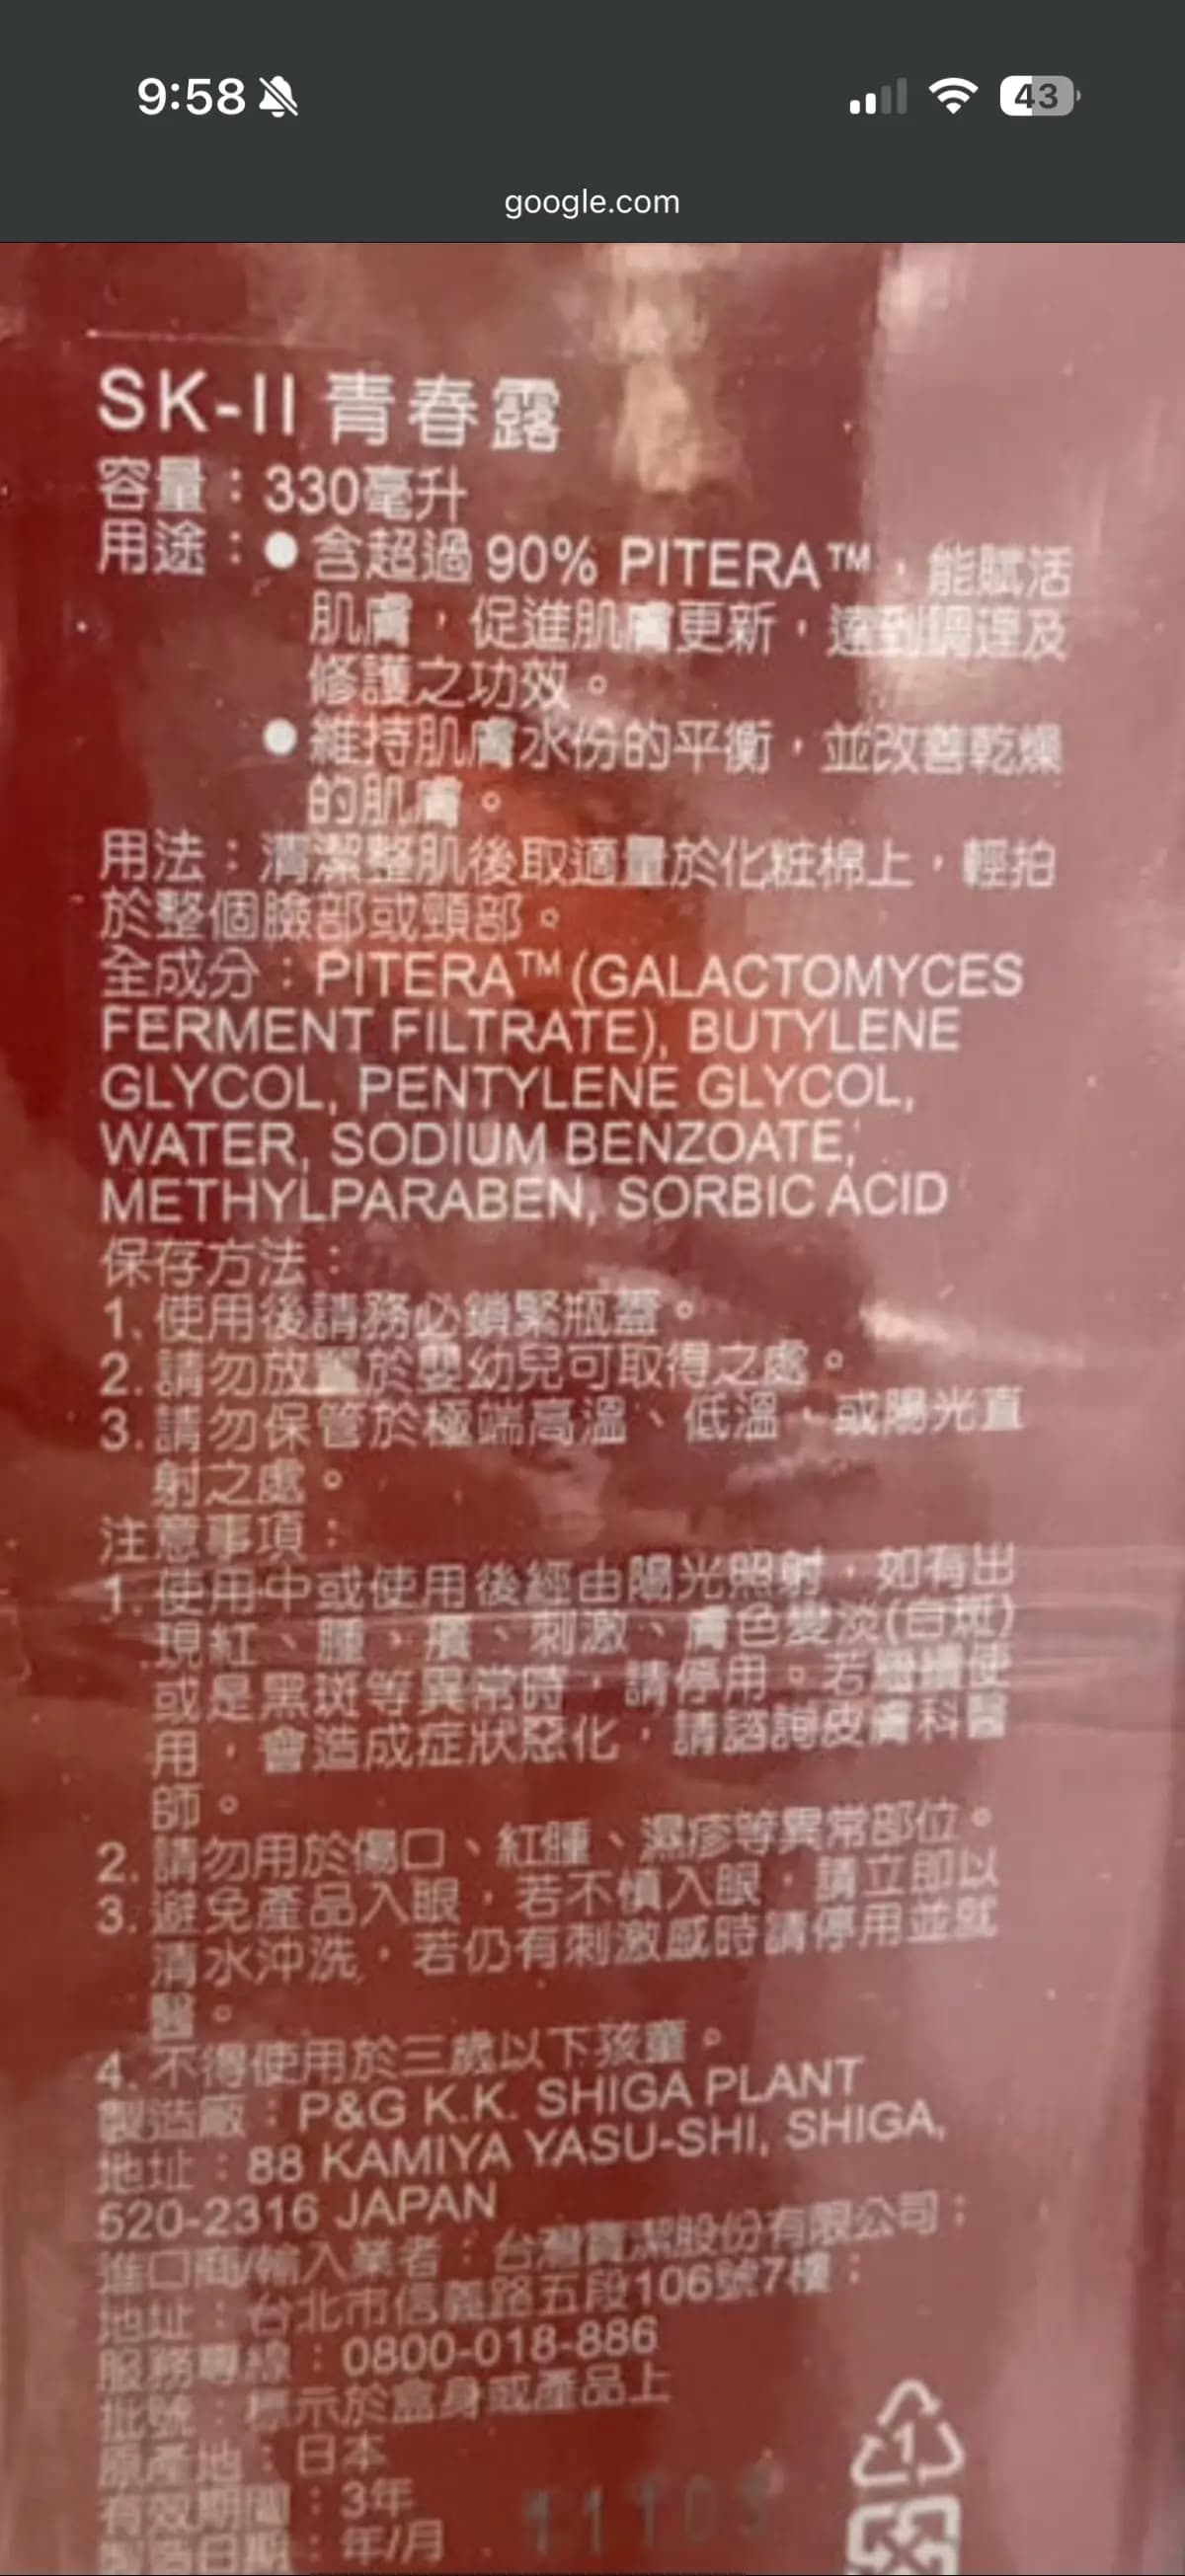 9:58
43
google.com
SK-II 青春露
容量：330毫升
用途：●含超過 90% PITERA™，能賦活
肌膚，促進肌膚更新，達到調理及
修護之功效。
●維持肌膚水份的平衡，並改善乾燥
的肌膚。
用法：清潔整肌後取適量於化粧棉上，輕拍
於整個臉部或頸部。
全成分：PITERA™ (GALACTOMYCES
FERMENT FILTRATE), BUTYLENE
GLYCOL, PENTYLENE GLYCOL,
WATER, SODIUM BENZOATE,
METHYLPARABEN, SORBIC ACID
保存方法：
1. 使用後請務必鎖緊瓶蓋。
2. 請勿放置於嬰幼兒可取得之處。
3. 請勿保管於極端高溫、低溫、或陽光直
射之處。
注意事項：
1. 使用中或使用後經由陽光照射，如有出
現紅、腫、癢、刺激、膚色變淡(白斑)
或是黑斑等異常時，請停用。若繼續使
用，會造成症狀惡化，請諮詢皮膚科醫
師。
2. 請勿用於傷口、紅腫、濕疹等異常部位。
3. 避免產品入眼，若不慎入眼，請立即以
清水沖洗，若仍有刺激感時請停用並就
醫。
4. 不得使用於三歲以下孩童。
製造廠：P&G K.K. SHIGA PLANT
地址：88 KAMIYA YASU-SHI, SHIGA,
520-2316 JAPAN
進口商/輸入業者：台灣寶潔股份有限公司；
地址：台北市信義路五段106號7樓；
服務專線：0800-018-886
批號：標示於盒身或產品上
原產地：日本
有效期間：3年
製造日期：年/月
1